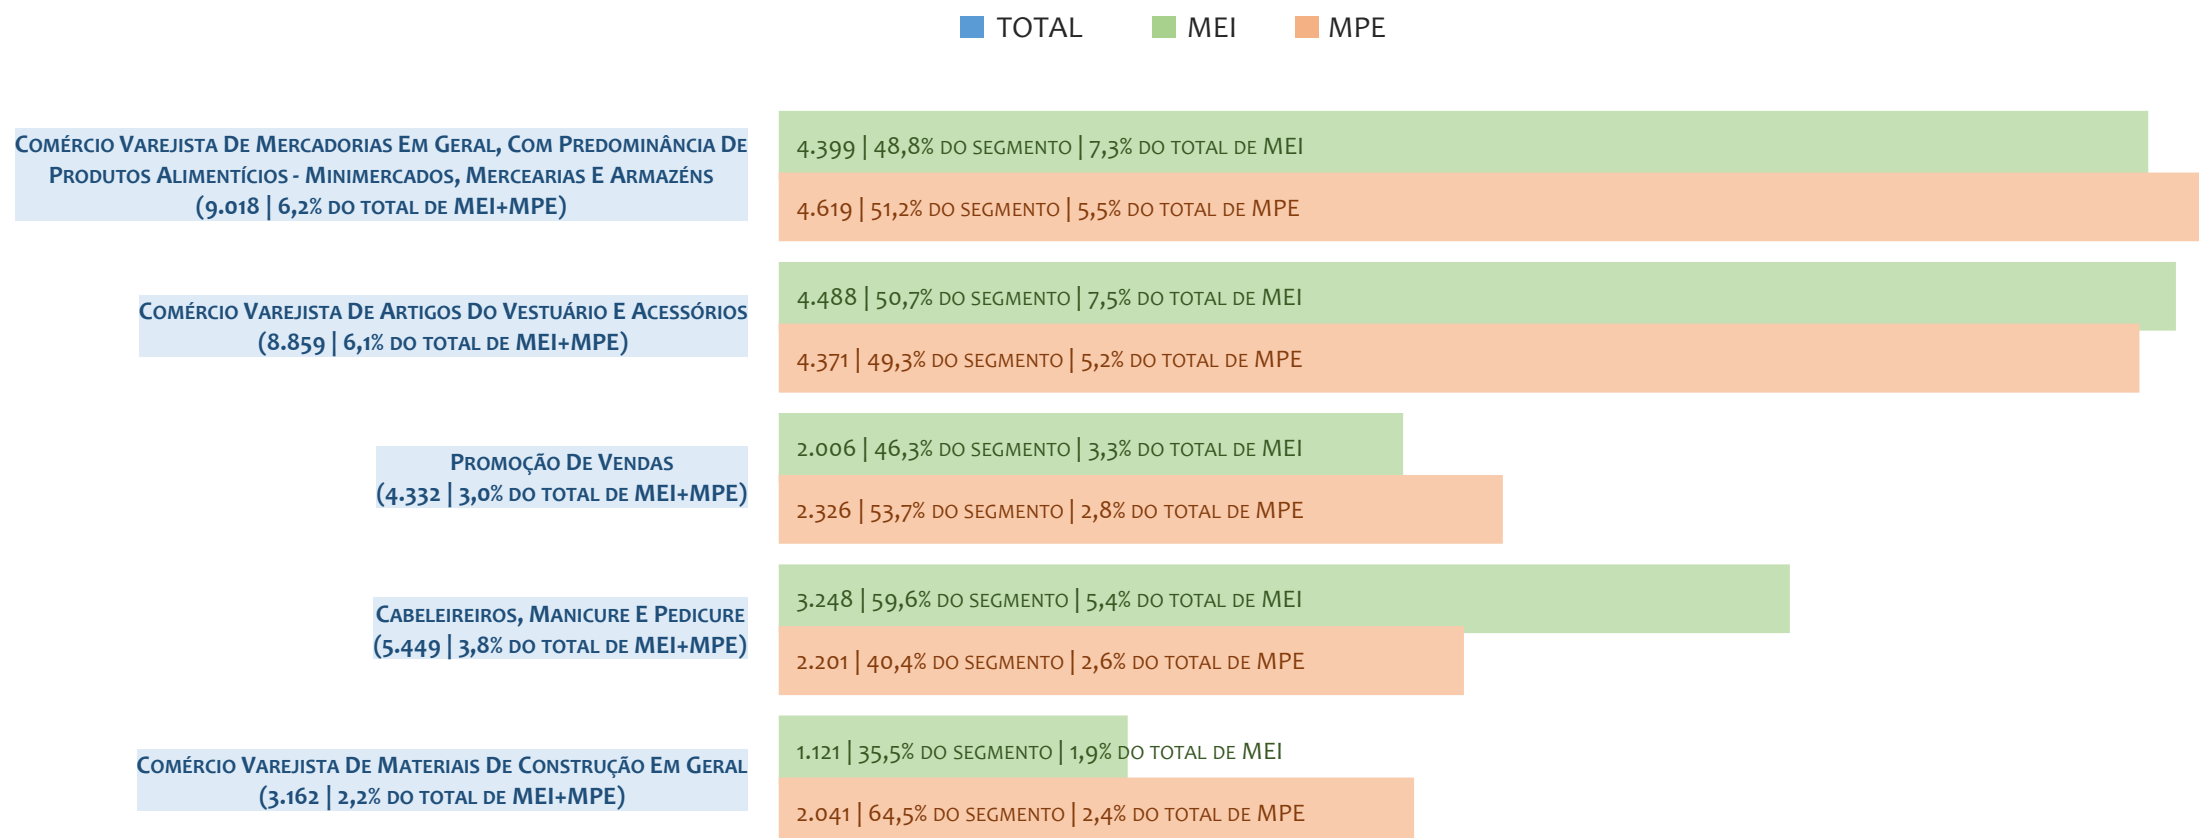 TOTAL MEI MPE
Comércio Varejista De Mercadorias Em Geral, Com Predominância De
Produtos Alimentícios - Minimercados, Mercearias E Armazéns
(9.018 | 6,2% do total de MEI+MPE)
4.399 | 48,8% do segmento | 7,3% do total de MEI
4.619 | 51,2% do segmento | 5,5% do total de MPE
Comércio Varejista De Artigos Do Vestuário E Acessórios
(8.859 | 6,1% do total de MEI+MPE)
4.488 | 50,7% do segmento | 7,5% do total de MEI
4.371 | 49,3% do segmento | 5,2% do total de MPE
Promoção De Vendas
(4.332 | 3,0% do total de MEI+MPE)
2.006 | 46,3% do segmento | 3,3% do total de MEI
2.326 | 53,7% do segmento | 2,8% do total de MPE
Cabeleireiros, Manicure E Pedicure
(5.449 | 3,8% do total de MEI+MPE)
3.248 | 59,6% do segmento | 5,4% do total de MEI
2.201 | 40,4% do segmento | 2,6% do total de MPE
Comércio Varejista De Materiais De Construção Em Geral
(3.162 | 2,2% do total de MEI+MPE)
1.121 | 35,5% do segmento | 1,9% do total de MEI
2.041 | 64,5% do segmento | 2,4% do total de MPE